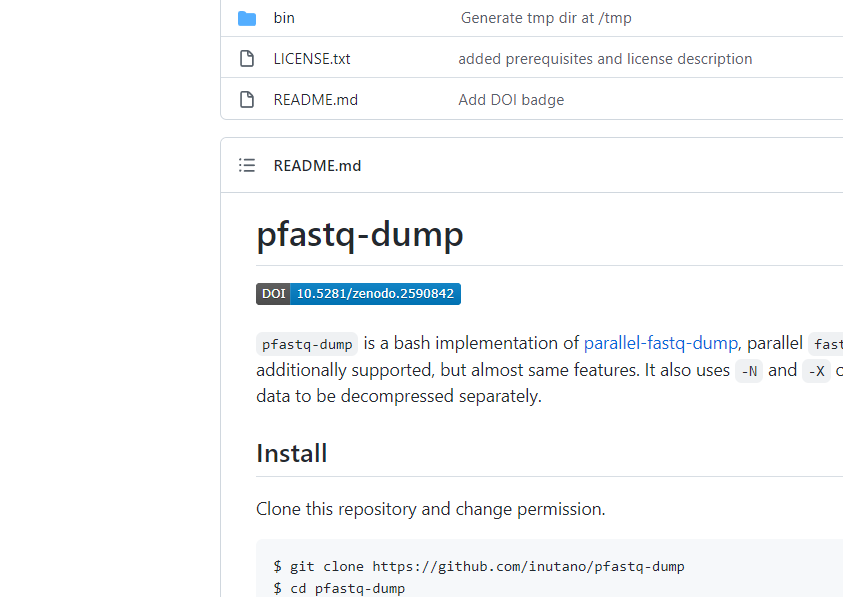 bin Generate tmp dir at /tmp
LICENSE.txt added prerequisites and license description
README.md Add DOI badge
README.md
pfastq-dump
DOI 10.5281/zenodo.2590842
pfastq-dump is a bash implementation of parallel-fastq-dump, parallel
additionally supported, but almost same features. It also uses -N and -X
data to be decompressed separately.
Install
Clone this repository and change permission.
$ git clone https://github.com/inutano/pfastq-dump
$ cd pfastq-dump